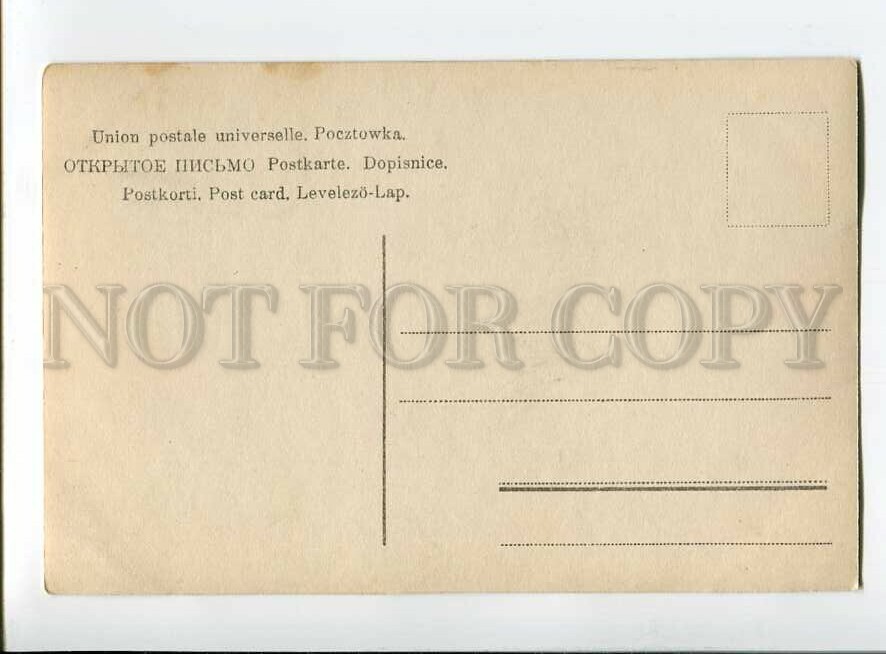 Union postale universelle. Pocztowka.
ОТКРЫТОЕ ПИСЬМО Postkarte. Dopisnice.
Postkorti. Post card. Levelezö-Lap.
NOT FOR COPY